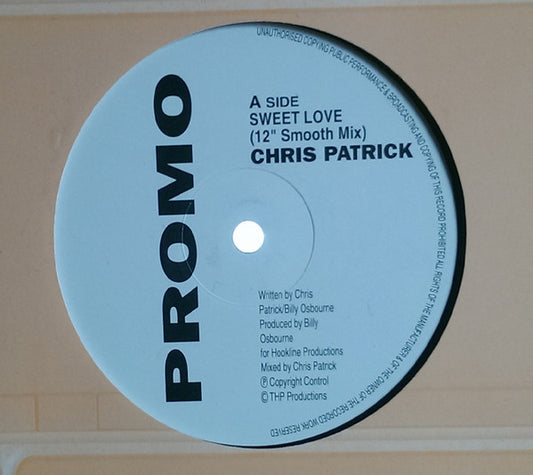 PROMO
A SIDE
SWEET LOVE
(12" Smooth Mix)
CHRIS PATRICK
Written by Chris
Patrick/Billy Osbourne
Produced by Billy
Osbourne
for Hookline Productions
Mixed by Chris Patrick
Ⓟ Copyright Control
© THP Productions
UNAUTHORISED COPYING PUBLIC PERFORMANCE & BROADCASTING AND COPYING OF THIS RECORD PROHIBITED ALL RIGHTS OF THE MANUFACTURER & OF THE OWNER OF THE RECORDED WORK RESERVED